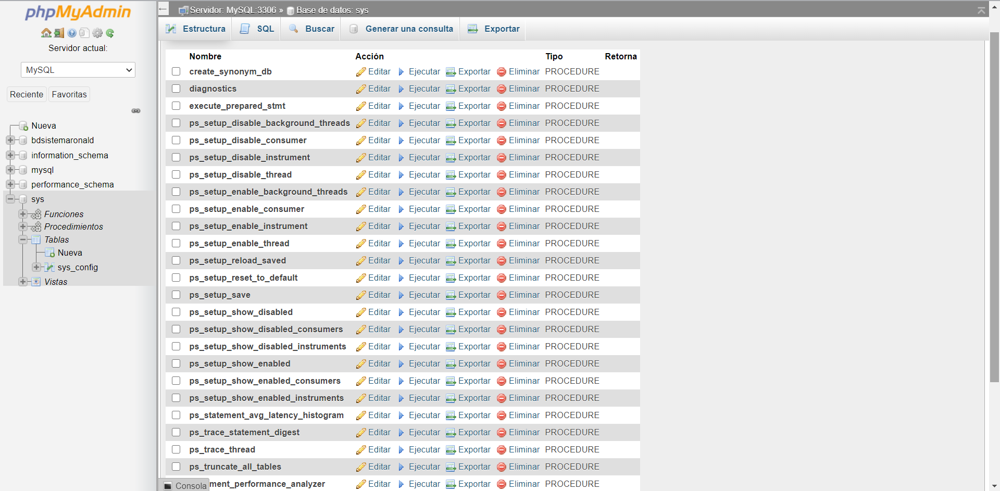 phpMyAdmin
Servidor actual:
MySQL
Reciente Favoritas
Nueva
bdsistemaronald
information_schema
mysql
performance_schema
sys
Funciones
Procedimientos
Tablas
Nueva
sys_config
Vistas
Servidor: MySQL:3306 » Base de datos: sys
Estructura SQL Buscar Generar una consulta Exportar
Nombre Acción Tipo Retorna
create_synonym_db Editar Ejecutar Exportar Eliminar PROCEDURE
diagnostics Editar Ejecutar Exportar Eliminar PROCEDURE
execute_prepared_stmt Editar Ejecutar Exportar Eliminar PROCEDURE
ps_setup_disable_background_threads Editar Ejecutar Exportar Eliminar PROCEDURE
ps_setup_disable_consumer Editar Ejecutar Exportar Eliminar PROCEDURE
ps_setup_disable_instrument Editar Ejecutar Exportar Eliminar PROCEDURE
ps_setup_disable_thread Editar Ejecutar Exportar Eliminar PROCEDURE
ps_setup_enable_background_threads Editar Ejecutar Exportar Eliminar PROCEDURE
ps_setup_enable_consumer Editar Ejecutar Exportar Eliminar PROCEDURE
ps_setup_enable_instrument Editar Ejecutar Exportar Eliminar PROCEDURE
ps_setup_enable_thread Editar Ejecutar Exportar Eliminar PROCEDURE
ps_setup_reload_saved Editar Ejecutar Exportar Eliminar PROCEDURE
ps_setup_reset_to_default Editar Ejecutar Exportar Eliminar PROCEDURE
ps_setup_save Editar Ejecutar Exportar Eliminar PROCEDURE
ps_setup_show_disabled Editar Ejecutar Exportar Eliminar PROCEDURE
ps_setup_show_disabled_consumers Editar Ejecutar Exportar Eliminar PROCEDURE
ps_setup_show_disabled_instruments Editar Ejecutar Exportar Eliminar PROCEDURE
ps_setup_show_enabled Editar Ejecutar Exportar Eliminar PROCEDURE
ps_setup_show_enabled_consumers Editar Ejecutar Exportar Eliminar PROCEDURE
ps_setup_show_enabled_instruments Editar Ejecutar Exportar Eliminar PROCEDURE
ps_statement_avg_latency_histogram Editar Ejecutar Exportar Eliminar PROCEDURE
ps_trace_statement_digest Editar Ejecutar Exportar Eliminar PROCEDURE
ps_trace_thread Editar Ejecutar Exportar Eliminar PROCEDURE
ps_truncate_all_tables Editar Ejecutar Exportar Eliminar PROCEDURE
ment_performance_analyzer Editar Ejecutar Exportar Eliminar PROCEDURE
Consola